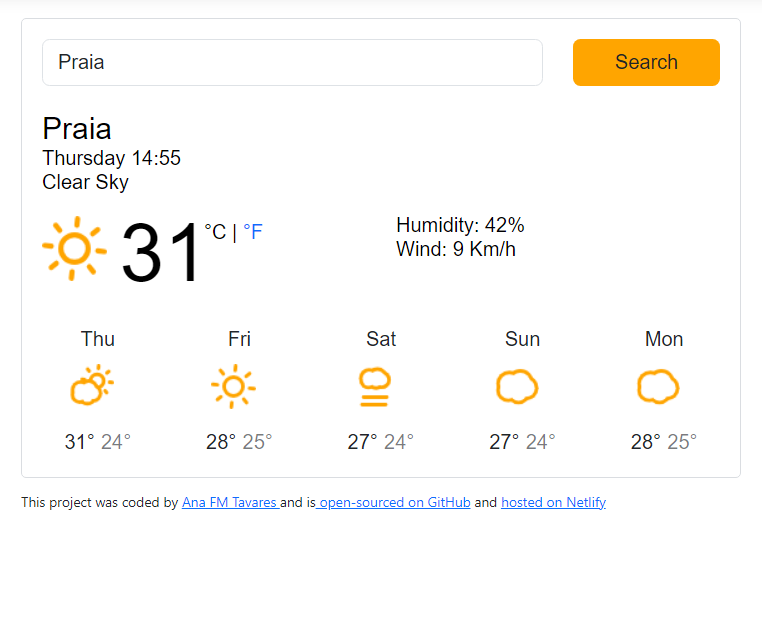 Praia
Search
Praia
Thursday 14:55
Clear Sky
31 °C | °F
Humidity: 42%
Wind: 9 Km/h
Thu Fri Sat Sun Mon
31° 24° 28° 25° 27° 24° 27° 24° 28° 25°
This project was coded by Ana FM Tavares and is open-sourced on GitHub and hosted on Netlify